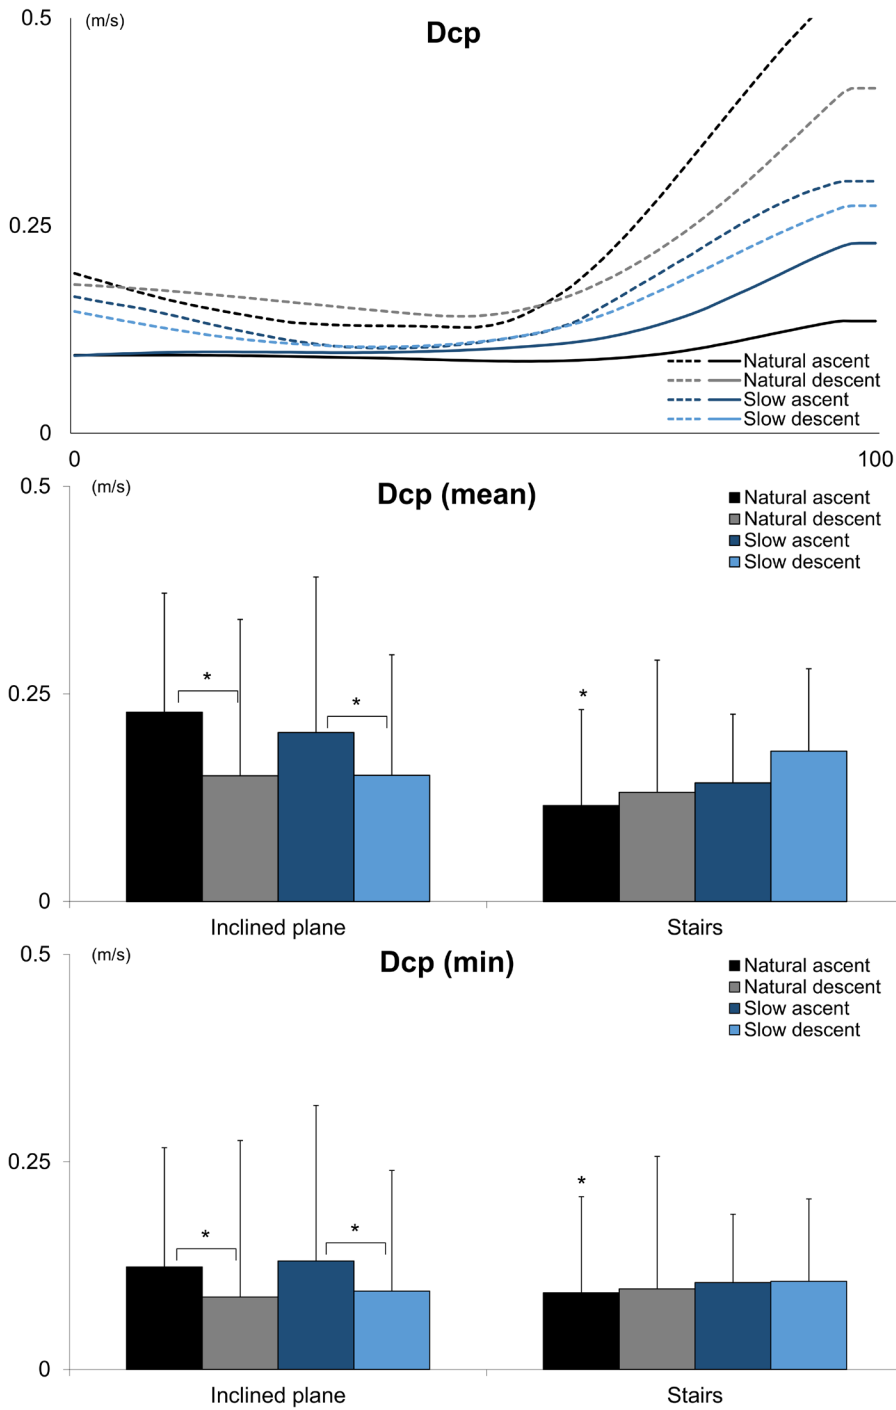 0.5
(m/s)
Dcp
0.25
Natural ascent
Natural descent
Slow ascent
Slow descent
0
0
100
0.5
(m/s)
Dcp (mean)
Natural ascent
Natural descent
Slow ascent
Slow descent
0.25
*
*
*
0
Inclined plane
Stairs
0.5
(m/s)
Dcp (min)
Natural ascent
Natural descent
Slow ascent
Slow descent
0.25
*
*
*
0
Inclined plane
Stairs